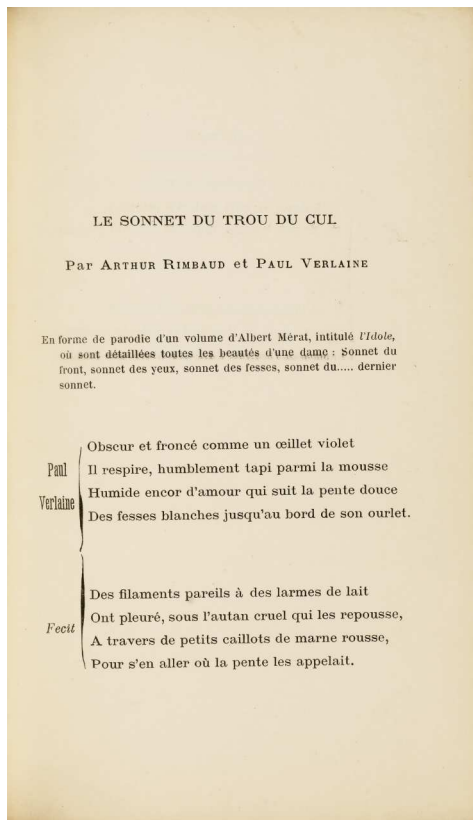 LE SONNET DU TROU DU CUL
Par ARTHUR RIMBAUD et PAUL VERLAINE
En forme de parodie d'un volume d'Albert Mérat, intitulé l'Idole,
où sont détaillées toutes les beautés d'une dame : Sonnet du
front, sonnet des yeux, sonnet des fesses, sonnet du..... dernier
sonnet.
Paul
Verlaine
Obscur et froncé comme un œillet violet
Il respire, humblement tapi parmi la mousse
Humide encor d'amour qui suit la pente douce
Des fesses blanches jusqu'au bord de son ourlet.
Fecit
Des filaments pareils à des larmes de lait
Ont pleuré, sous l'autan cruel qui les repousse,
A travers de petits caillots de marne rousse,
Pour s'en aller où la pente les appelait.